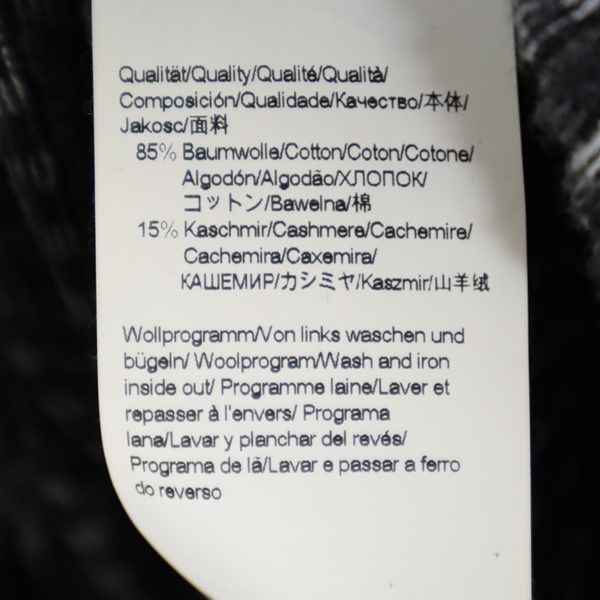 Qualität/Quality/Qualité/Qualità/
Composición/Qualidade/Качество/本体/
Jakosc/面料
85% Baumwolle/Cotton/Coton/Cotone/
Algodón/Algodão/ХЛОПОК/
コットン/Bawelna/棉
15% Kaschmir/Cashmere/Cachemire/
Cachemira/Caxemira/
КАШЕМИР/カシミヤ/Kaszmir/山羊绒
Wollprogramm/Von links waschen und
bügeln/ Woolprogram/Wash and iron
inside out/ Programme laine/Laver et
repasser à l'envers/ Programa
lana/Lavar y planchar del revés/
Programa de lã/Lavar e passar a ferro
do reverso